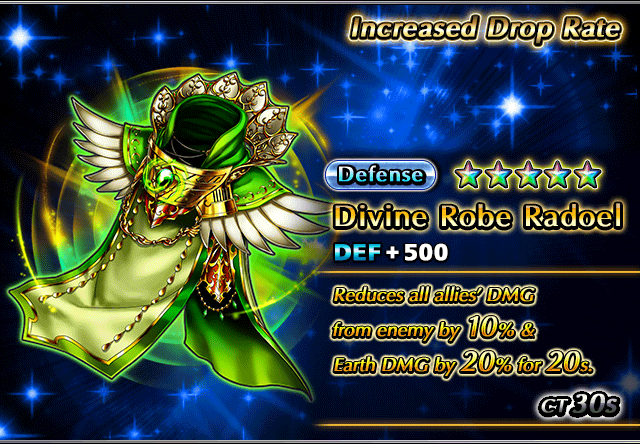 Increased Drop Rate
Defense
Divine Robe Radoel
DEF + 500
Reduces all allies' DMG
from enemy by 10% &
Earth DMG by 20% for 20s.
CT 30s